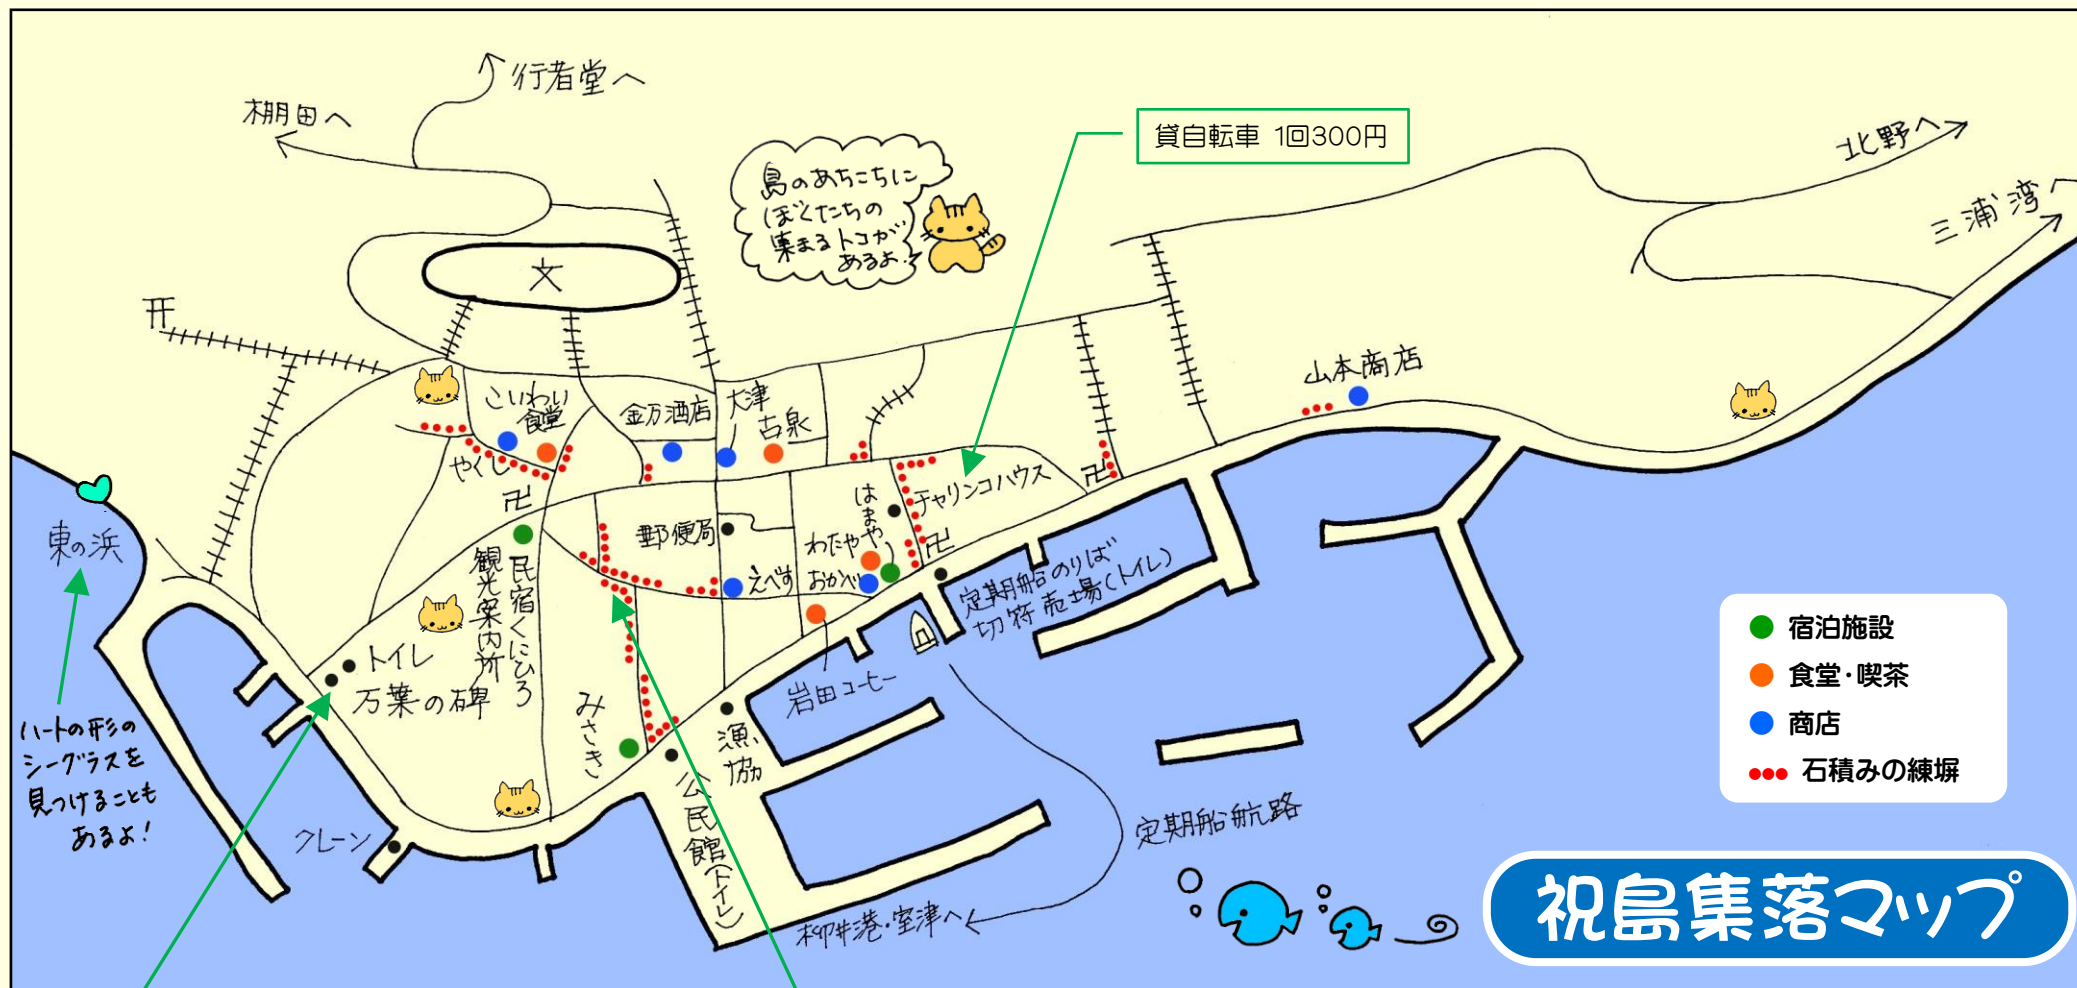 行者堂へ
棚田へ
貸自転車 1回300円
島のあちこちに
ぼくたちの
集まるトコが
あるよ!
北野へ
三浦湾へ
文
山本商店
こいわい
食堂
金万酒店
大津
古泉
やくし
卍
卍
はまや
チャリンコハウス
東の浜
郵便局
わたや
卍
民宿くにひろ
観光案内所
えべす
おかべ
定期船のりば
切符売場(トイレ)
トイレ
万葉の碑
岩田コーヒー
みさき
漁協
公民館(トイレ)
ハートの形の
シーグラスを
見つけることも
あるよ!
クレーン
定期船航路
柳井港・室津へ
宿泊施設
食堂・喫茶
商店
石積みの練塀
祝島集落マップ